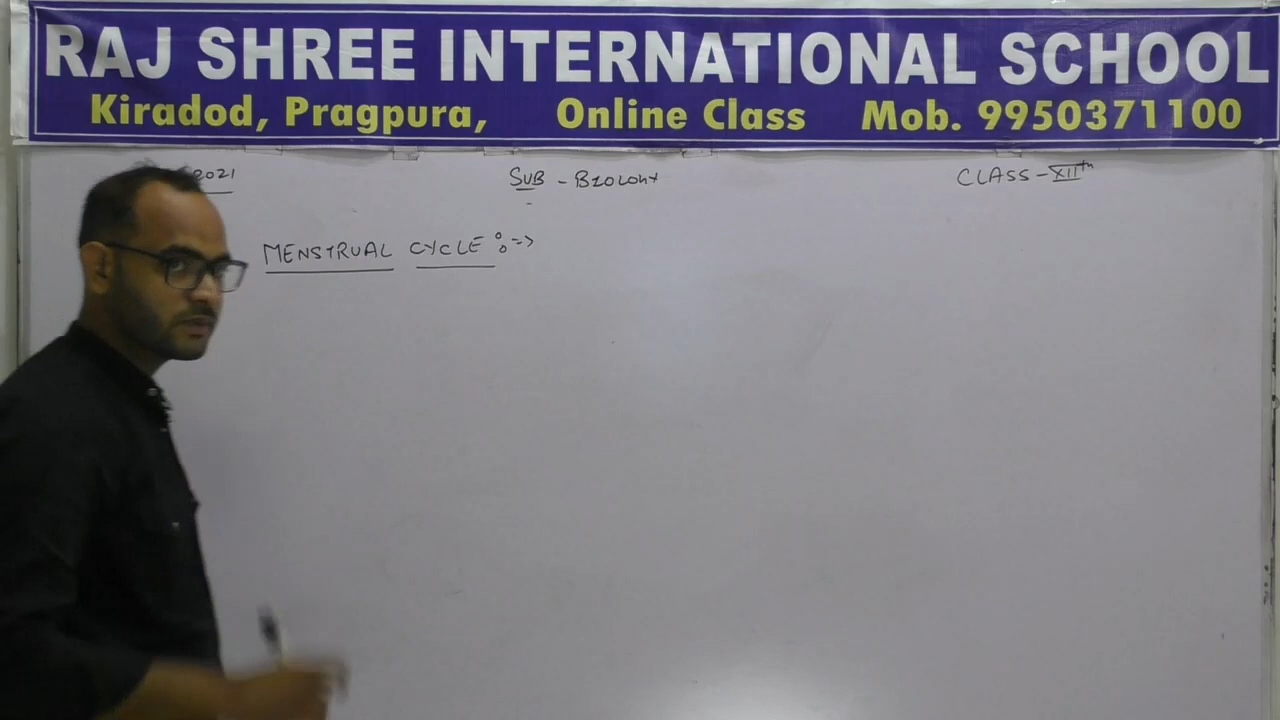 RAJ SHREE INTERNATIONAL SCHOOL
Kiradod, Pragpura, Online Class Mob. 9950371100
2021 SUB - BIOLOGY CLASS - XIIth
MENSTRUAL CYCLE :=>